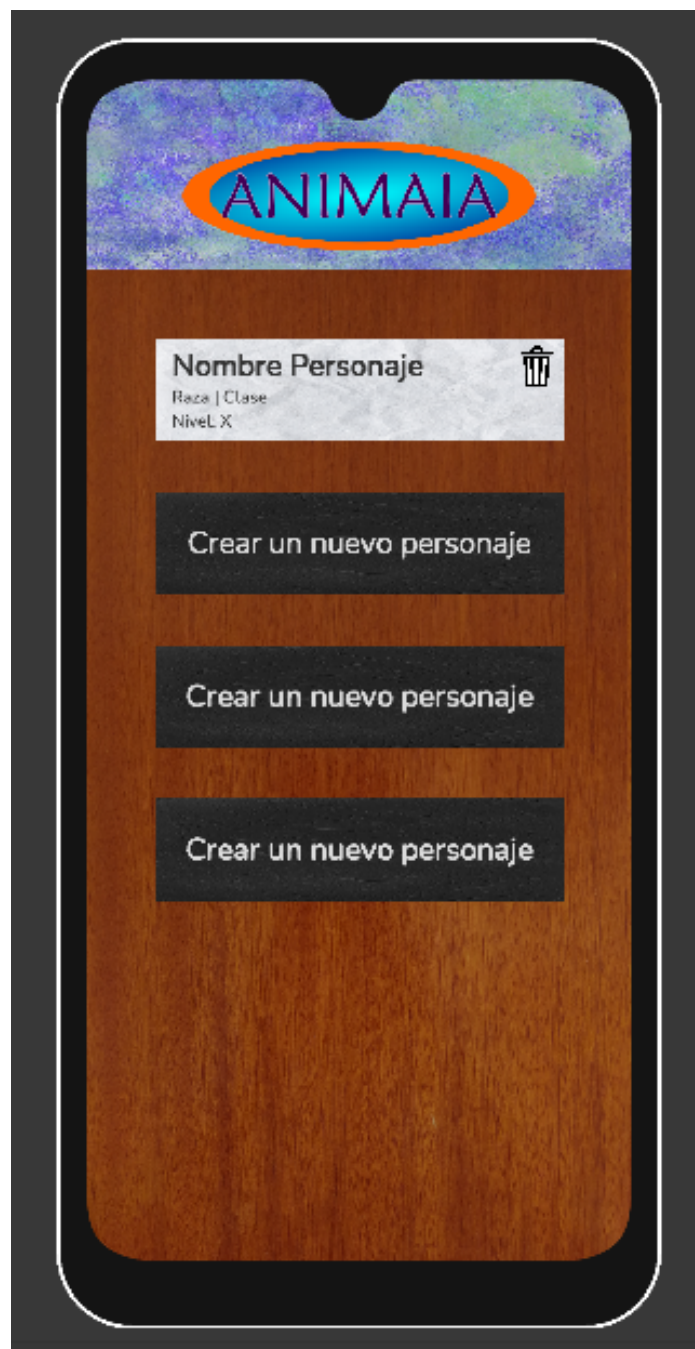 ANIMAIA
Nombre Personaje
Raza | Clase
Nivel: X
Crear un nuevo personaje
Crear un nuevo personaje
Crear un nuevo personaje